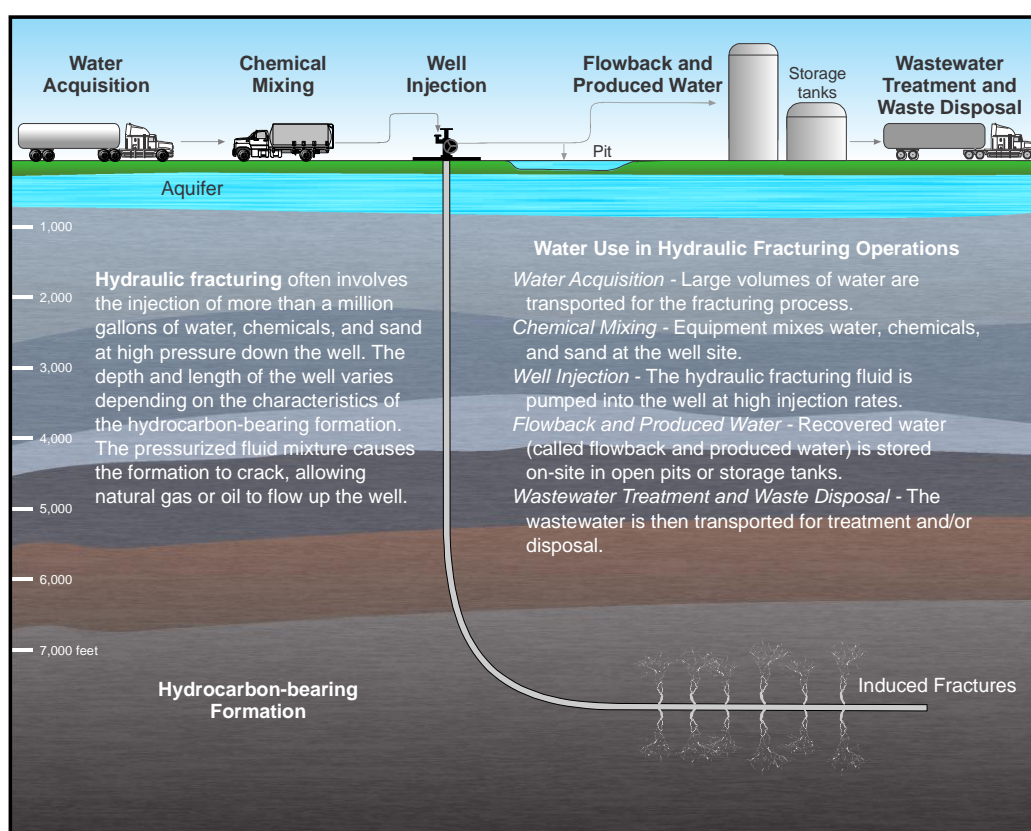 Water
Acquisition
Chemical
Mixing
Well
Injection
Flowback and
Produced Water
Storage
tanks
Wastewater
Treatment and
Waste Disposal
Pit
Aquifer
1,000
2,000
3,000
4,000
5,000
6,000
7,000 feet
Hydraulic fracturing often involves
the injection of more than a million
gallons of water, chemicals, and sand
at high pressure down the well. The
depth and length of the well varies
depending on the characteristics of
the hydrocarbon-bearing formation.
The pressurized fluid mixture causes
the formation to crack, allowing
natural gas or oil to flow up the well.
Water Use in Hydraulic Fracturing Operations
Water Acquisition - Large volumes of water are
transported for the fracturing process.
Chemical Mixing - Equipment mixes water, chemicals,
and sand at the well site.
Well Injection - The hydraulic fracturing fluid is
pumped into the well at high injection rates.
Flowback and Produced Water - Recovered water
(called flowback and produced water) is stored
on-site in open pits or storage tanks.
Wastewater Treatment and Waste Disposal - The
wastewater is then transported for treatment and/or
disposal.
Hydrocarbon-bearing
Formation
Induced Fractures